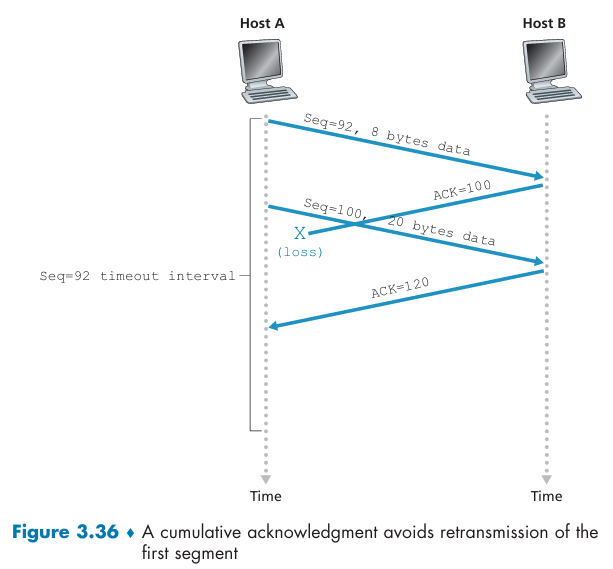 Host A
Host B
Seq=92, 8 bytes data
ACK=100
Seq=100, 20 bytes data
X
(loss)
Seq=92 timeout interval
ACK=120
Time
Time
Figure 3.36 ♦ A cumulative acknowledgment avoids retransmission of the
first segment